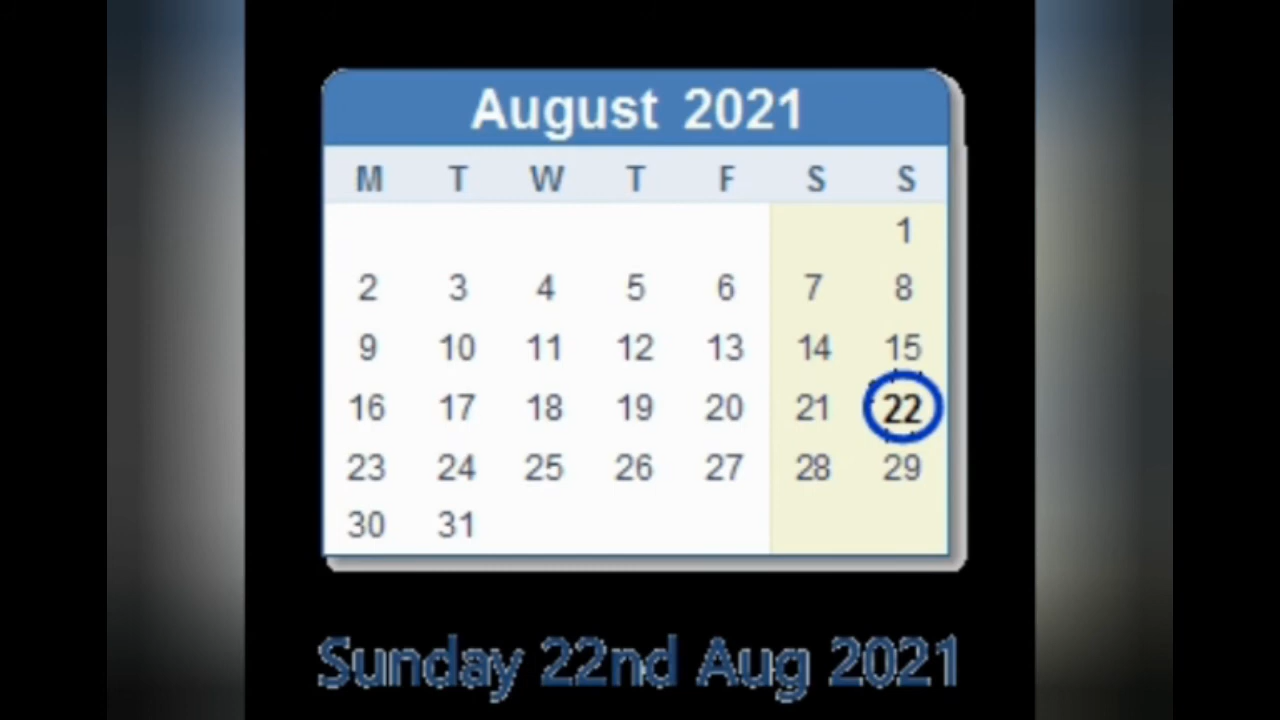 August 2021
M T W T F S S
1
2 3 4 5 6 7 8
9 10 11 12 13 14 15
16 17 18 19 20 21 22
23 24 25 26 27 28 29
30 31
Sunday 22nd Aug 2021